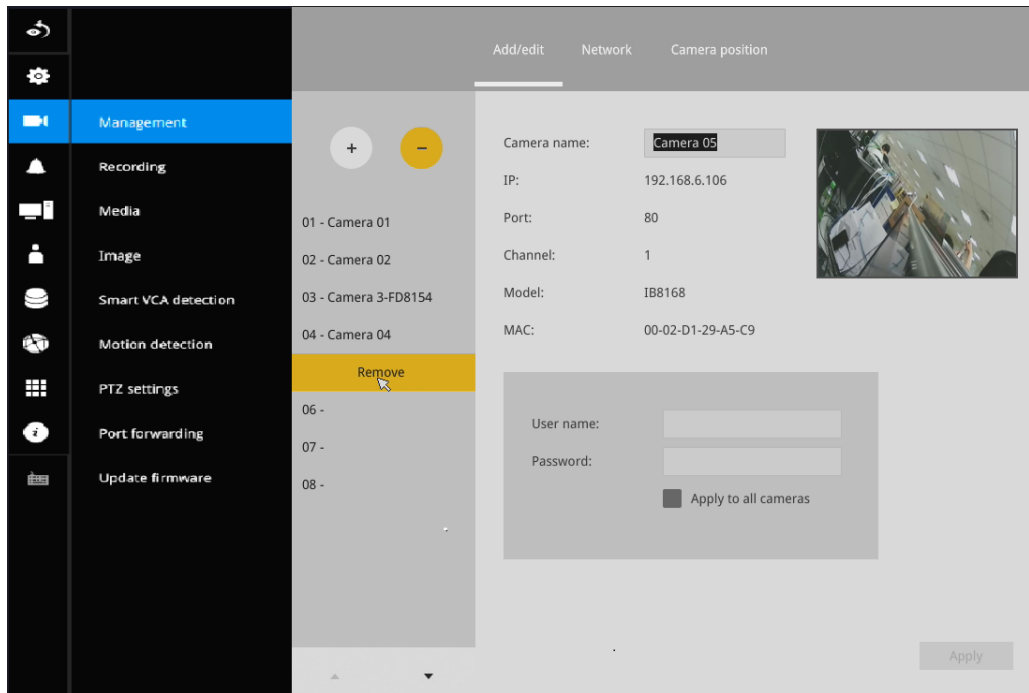 Add/edit Network Camera position
Management
Recording
Media
Image
Smart VCA detection
Motion detection
PTZ settings
Port forwarding
Update firmware
+ −
01 - Camera 01
02 - Camera 02
03 - Camera 3-FD8154
04 - Camera 04
Remove
06 -
07 -
08 -
Camera name: Camera 05
IP: 192.168.6.106
Port: 80
Channel: 1
Model: IB8168
MAC: 00-02-D1-29-A5-C9
User name:
Password:
Apply to all cameras
Apply